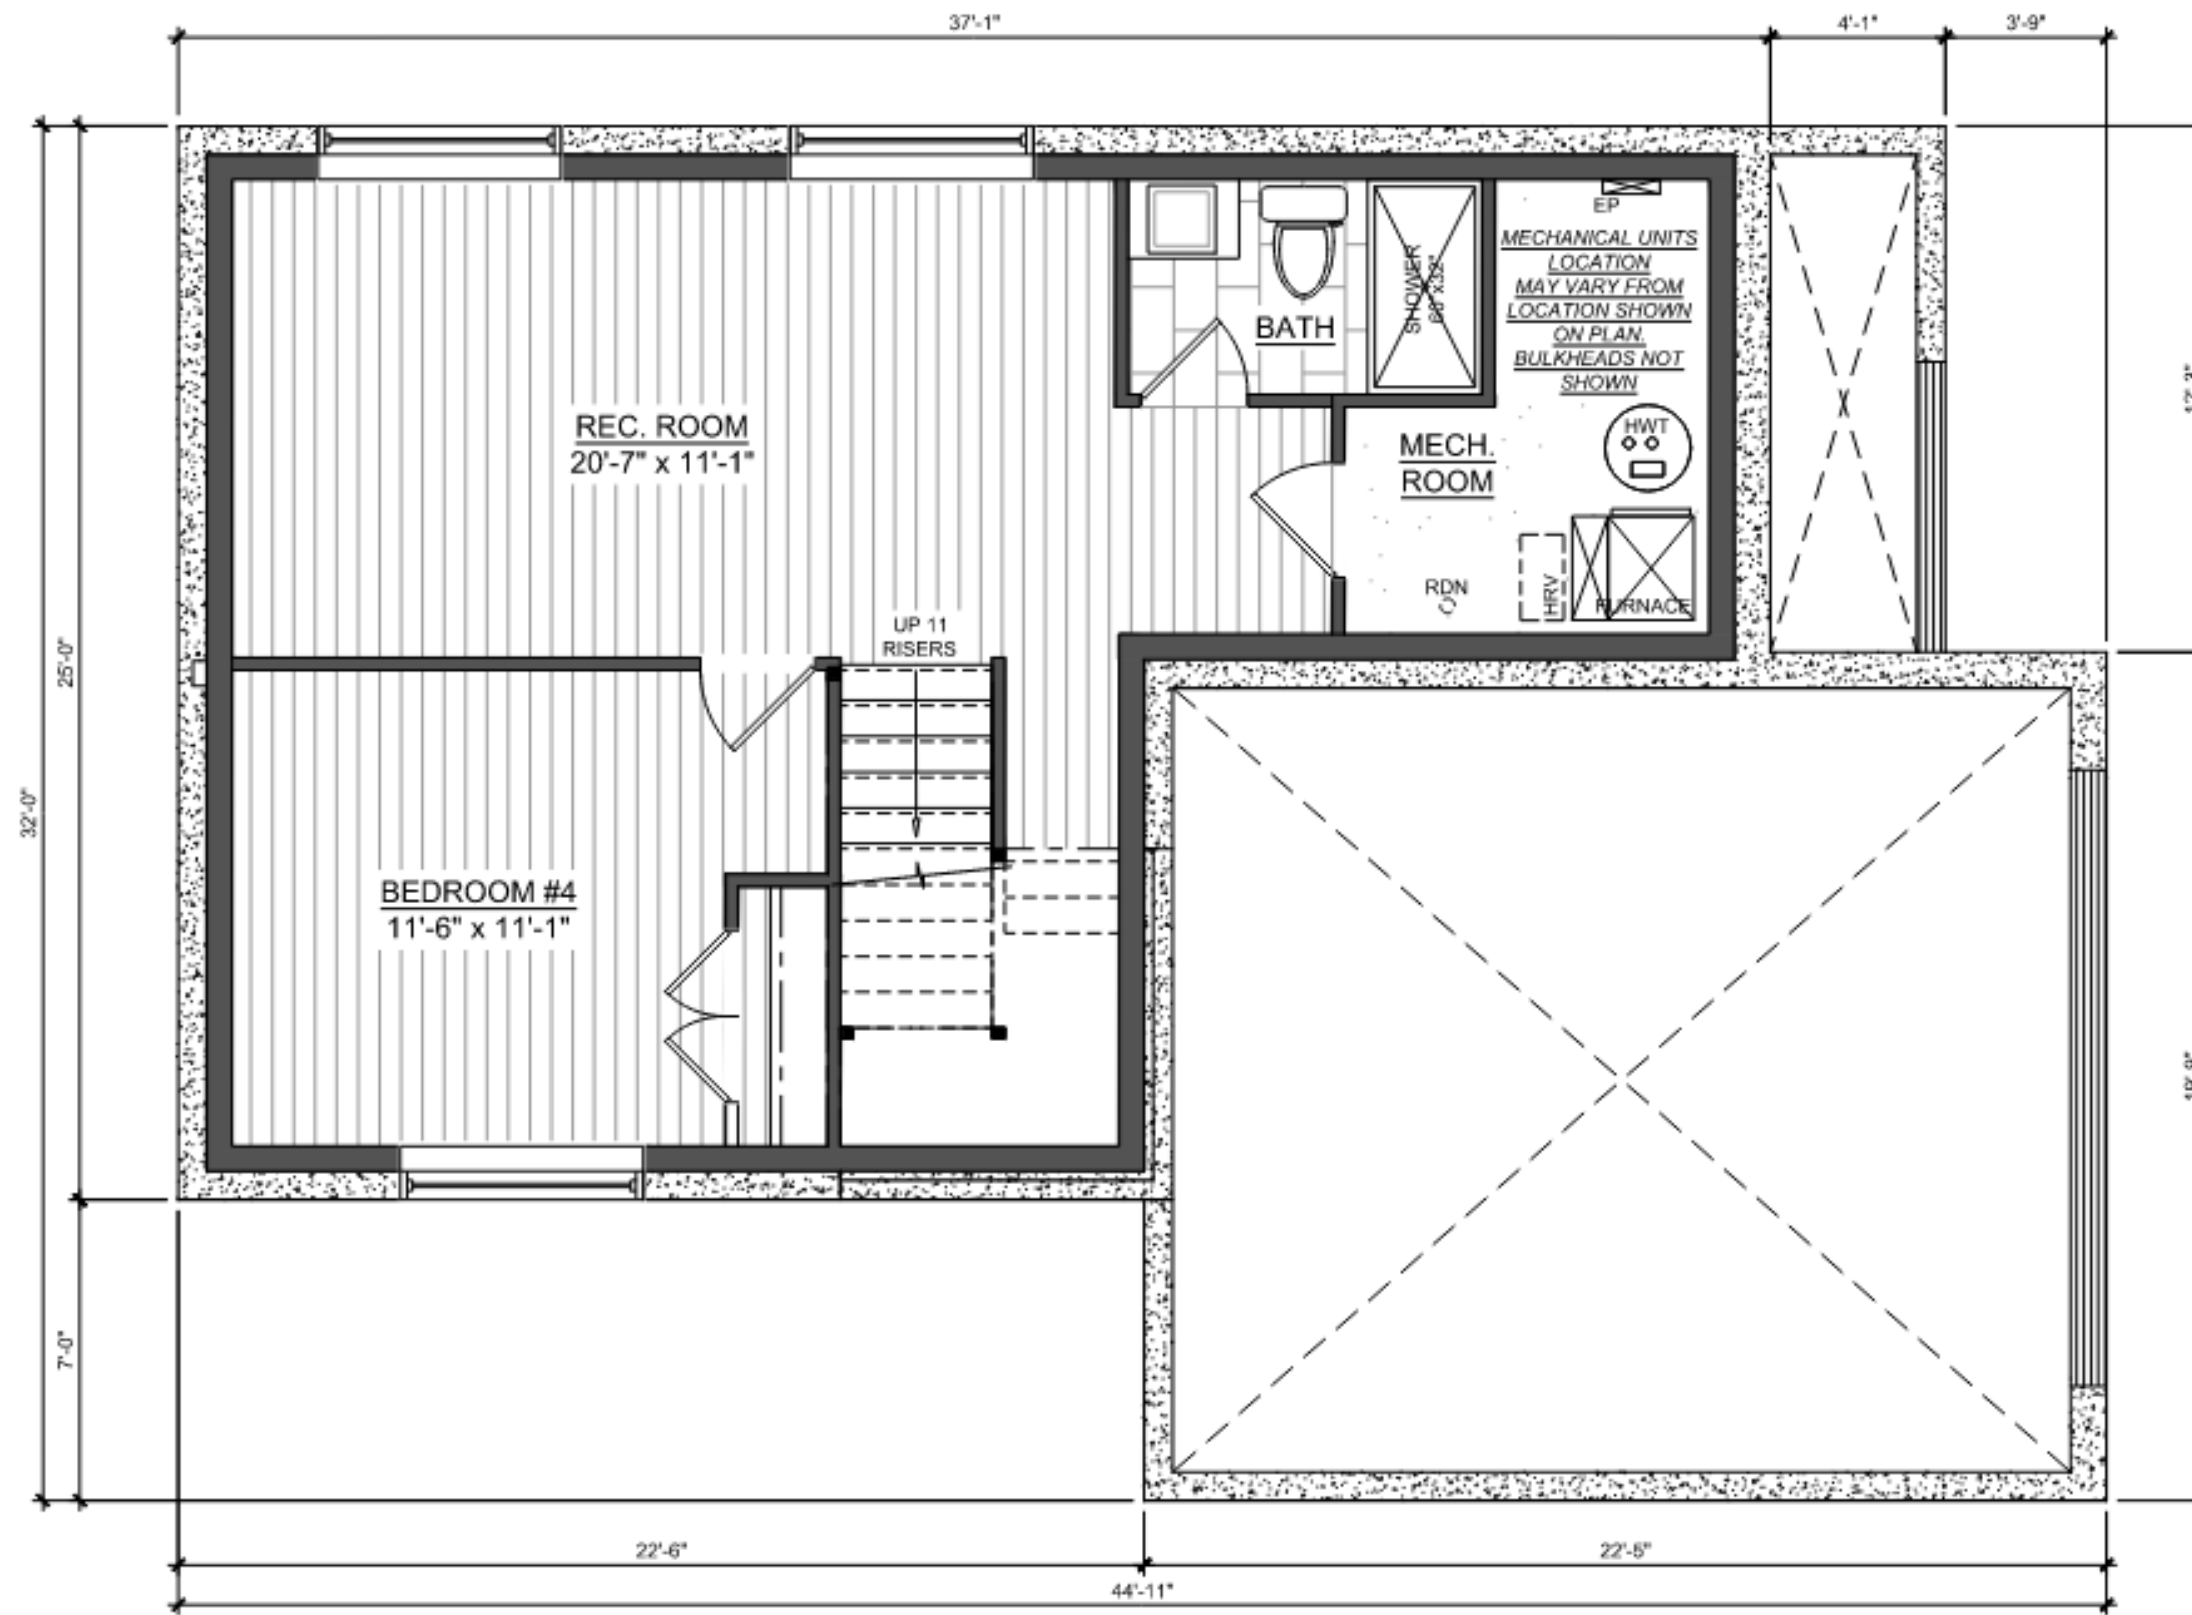 37'-1"
4'-1"
3'-9"
EP
MECHANICAL UNITS
LOCATION
MAY VARY FROM
LOCATION SHOWN
ON PLAN.
BULKHEADS NOT
SHOWN
SHOWER
60"x32"
BATH
REC. ROOM
20'-7" x 11'-1"
MECH.
ROOM
HWT
RDN
HRV
FURNACE
UP 11
RISERS
25'-0"
32'-0"
BEDROOM #4
11'-6" x 11'-1"
7'-0"
22'-6"
22'-5"
44'-11"